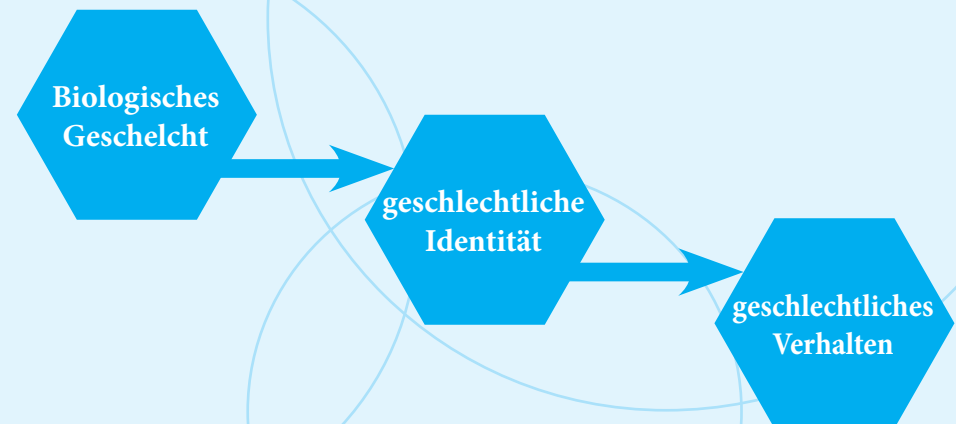 Biologisches
Geschelcht
geschlechtliche
Identität
geschlechtliches
Verhalten